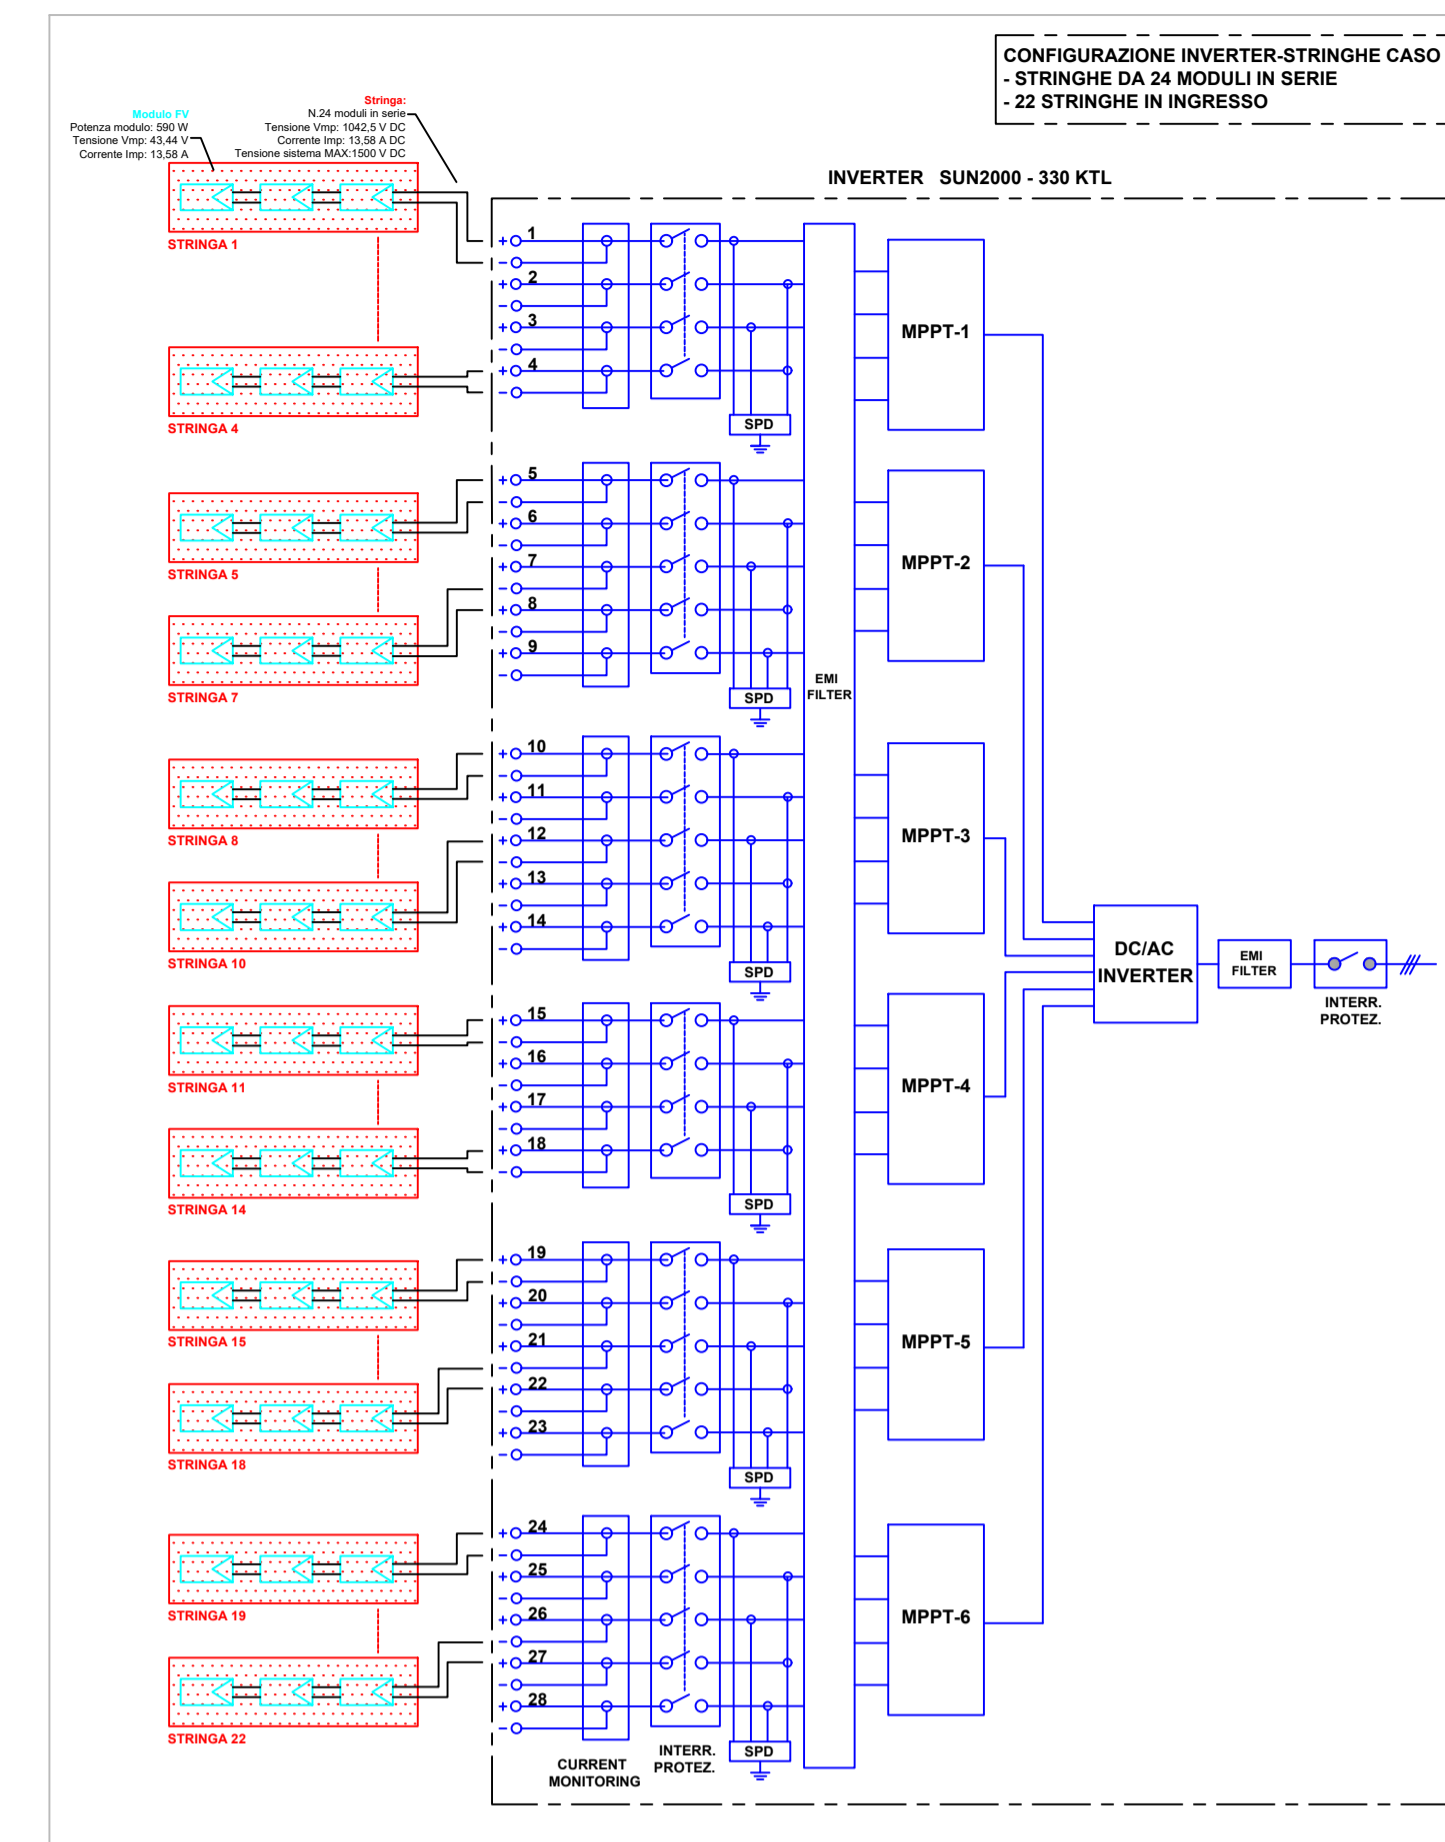 CONFIGURAZIONE INVERTER-STRINGHE CASO
- STRINGHE DA 24 MODULI IN SERIE
- 22 STRINGHE IN INGRESSO
Modulo FV
Potenza modulo: 590 W
Tensione Vmp: 43,44 V
Corrente Imp: 13,58 A
Stringa:
N.24 moduli in serie
Tensione Vmp: 1042,5 V DC
Corrente Imp: 13,58 A DC
Tensione sistema MAX:1500 V DC
INVERTER SUN2000 - 330 KTL
STRINGA 1
STRINGA 4
+ 1
-
+ 2
-
+ 3
-
+ 4
-
SPD
MPPT-1
STRINGA 5
STRINGA 7
+ 5
-
+ 6
-
+ 7
-
+ 8
-
+ 9
-
SPD
MPPT-2
EMI
FILTER
STRINGA 8
STRINGA 10
+ 10
-
+ 11
-
+ 12
-
+ 13
-
+ 14
-
SPD
MPPT-3
DC/AC
INVERTER
EMI
FILTER
INTERR.
PROTEZ.
STRINGA 11
STRINGA 14
+ 15
-
+ 16
-
+ 17
-
+ 18
-
SPD
MPPT-4
STRINGA 15
STRINGA 18
+ 19
-
+ 20
-
+ 21
-
+ 22
-
+ 23
-
SPD
MPPT-5
STRINGA 19
STRINGA 22
+ 24
-
+ 25
-
+ 26
-
+ 27
-
+ 28
-
SPD
MPPT-6
CURRENT
MONITORING
INTERR.
PROTEZ.